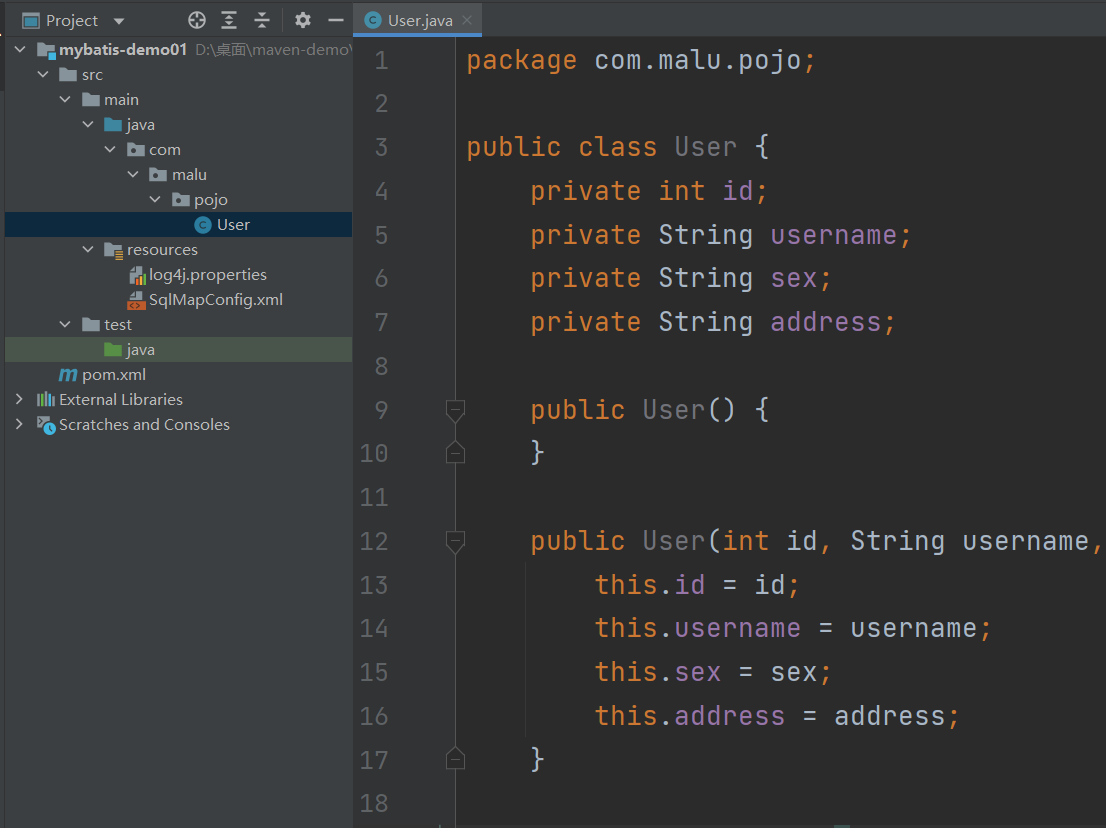 Project
User.java
mybatis-demo01 D:\桌面\maven-demo\
src
main
java
com
malu
pojo
User
resources
log4j.properties
SqlMapConfig.xml
test
java
pom.xml
External Libraries
Scratches and Consoles
1 package com.malu.pojo;
2
3 public class User {
4 private int id;
5 private String username;
6 private String sex;
7 private String address;
8
9 public User() {
10 }
11
12 public User(int id, String username,
13 this.id = id;
14 this.username = username;
15 this.sex = sex;
16 this.address = address;
17 }
18